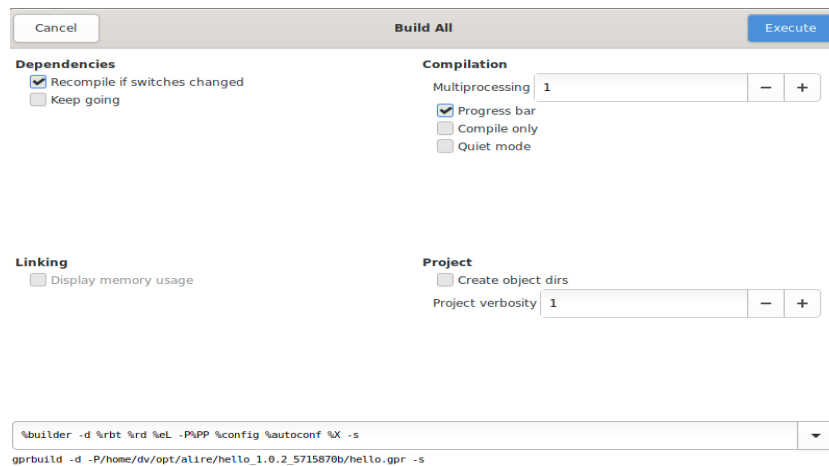 Cancel Build All Execute
Dependencies
Recompile if switches changed
Keep going
Compilation
Multiprocessing 1 − +
Progress bar
Compile only
Quiet mode
Linking
Display memory usage
Project
Create object dirs
Project verbosity 1 − +
%builder -d %rbt %rd %eL -P%PP %config %autoconf %X -s
gprbuild -d -P/home/dv/opt/alire/hello_1.0.2_5715870b/hello.gpr -s